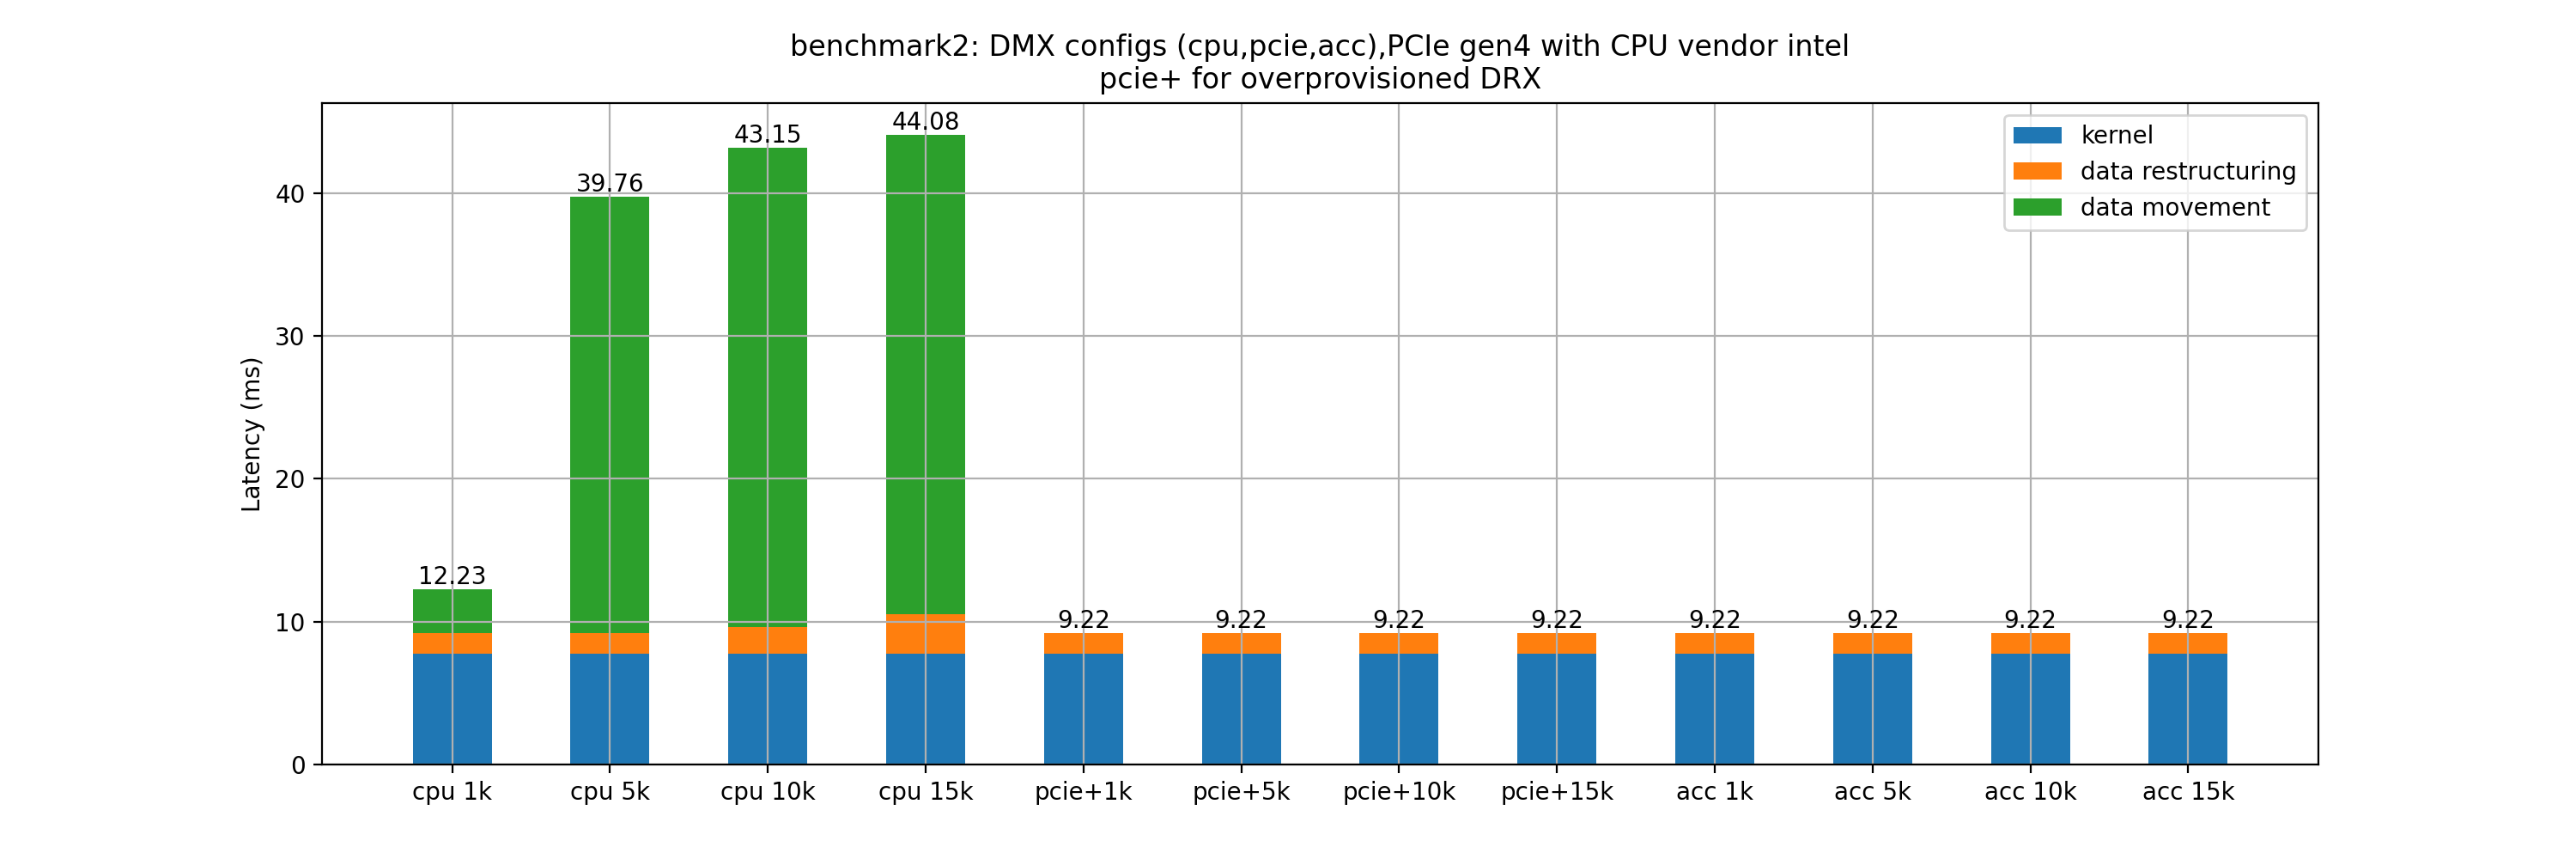 benchmark2: DMX configs (cpu,pcie,acc),PCIe gen4 with CPU vendor intel
pcie+ for overprovisioned DRX
kernel
data restructuring
data movement
Latency (ms)
40
30
20
10
0
12.23
39.76
43.15
44.08
9.22
9.22
9.22
9.22
9.22
9.22
9.22
9.22
cpu 1k
cpu 5k
cpu 10k
cpu 15k
pcie+1k
pcie+5k
pcie+10k
pcie+15k
acc 1k
acc 5k
acc 10k
acc 15k